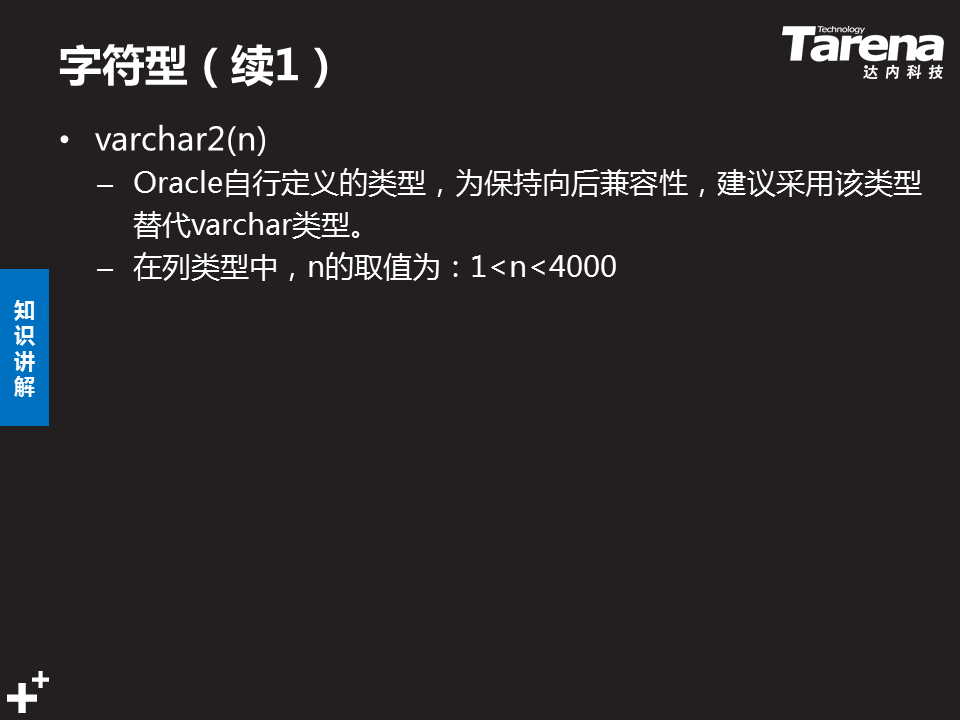 字符型（续1）
Technology
Tarena
达内科技
• varchar2(n)
– Oracle自行定义的类型，为保持向后兼容性，建议采用该类型
替代varchar类型。
– 在列类型中，n的取值为：1<n<4000
知
识
讲
解